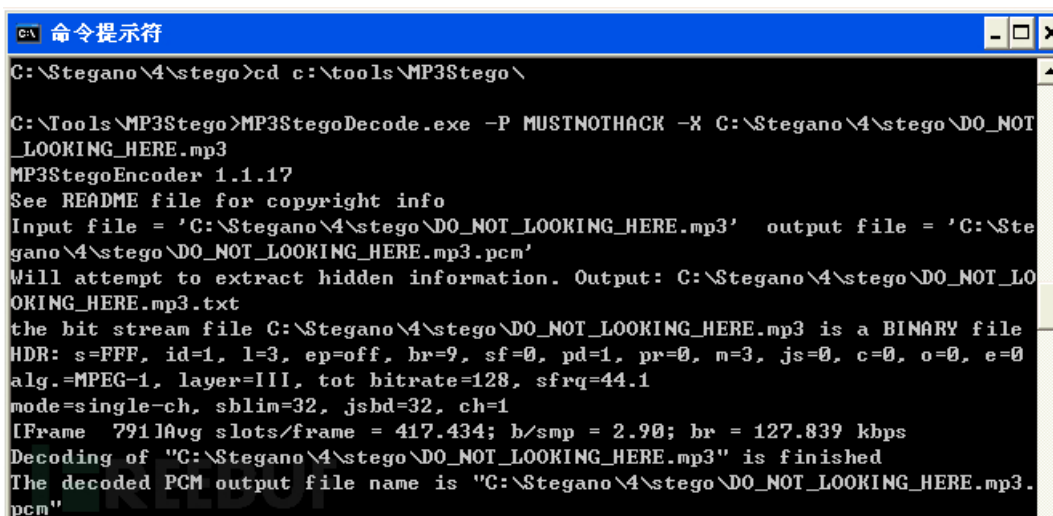 命令提示符
C:\Stegano\4\stego>cd c:\tools\MP3Stego\
C:\Tools\MP3Stego>MP3StegoDecode.exe -P MUSTNOTHACK -X C:\Stegano\4\stego\DO_NOT
_LOOKING_HERE.mp3
MP3StegoEncoder 1.1.17
See README file for copyright info
Input file = 'C:\Stegano\4\stego\DO_NOT_LOOKING_HERE.mp3'  output file = 'C:\Ste
gano\4\stego\DO_NOT_LOOKING_HERE.mp3.pcm'
Will attempt to extract hidden information. Output: C:\Stegano\4\stego\DO_NOT_LO
OKING_HERE.mp3.txt
the bit stream file C:\Stegano\4\stego\DO_NOT_LOOKING_HERE.mp3 is a BINARY file
HDR: s=FFF, id=1, l=3, ep=off, br=9, sf=0, pd=1, pr=0, m=3, js=0, c=0, o=0, e=0
alg.=MPEG-1, layer=III, tot bitrate=128, sfrq=44.1
mode=single-ch, sblim=32, jsbd=32, ch=1
[Frame  791]Avg slots/frame = 417.434; b/smp = 2.90; br = 127.839 kbps
Decoding of "C:\Stegano\4\stego\DO_NOT_LOOKING_HERE.mp3" is finished
The decoded PCM output file name is "C:\Stegano\4\stego\DO_NOT_LOOKING_HERE.mp3.
pcm"
FREEBUF